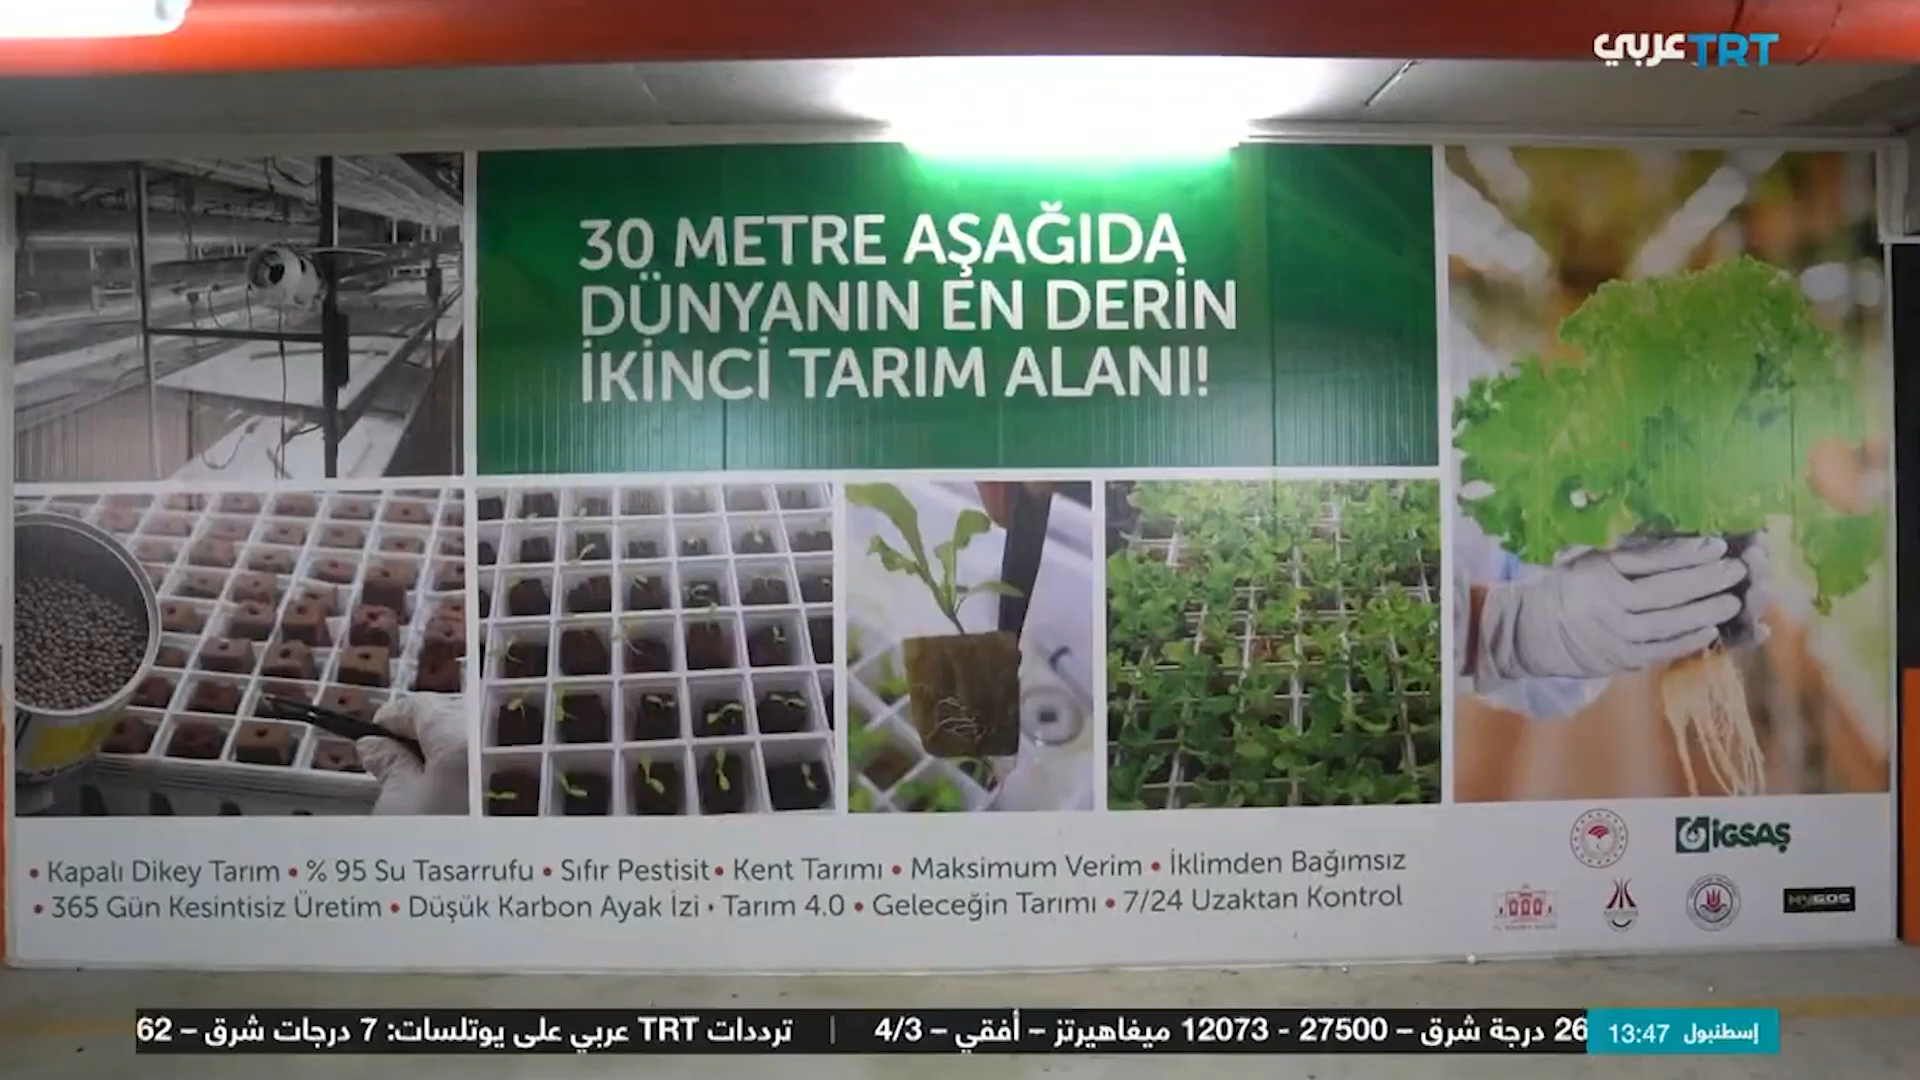 TRT عربي
30 METRE AŞAĞIDA
DÜNYANIN EN DERİN
İKİNCİ TARIM ALANI!
• Kapalı Dikey Tarım • % 95 Su Tasarrufu • Sıfır Pestisit • Kent Tarımı • Maksimum Verim • İklimden Bağımsız
• 365 Gün Kesintisiz Üretim • Düşük Karbon Ayak İzi • Tarım 4.0 • Geleceğin Tarımı • 7/24 Uzaktan Kontrol
İGSAŞ
إسطنبول 13:47
26 درجة شرق – 27500 - 12073 ميغاهيرتز – أفقي – 4/3 | ترددات TRT عربي على يوتلسات: 7 درجات شرق – 62